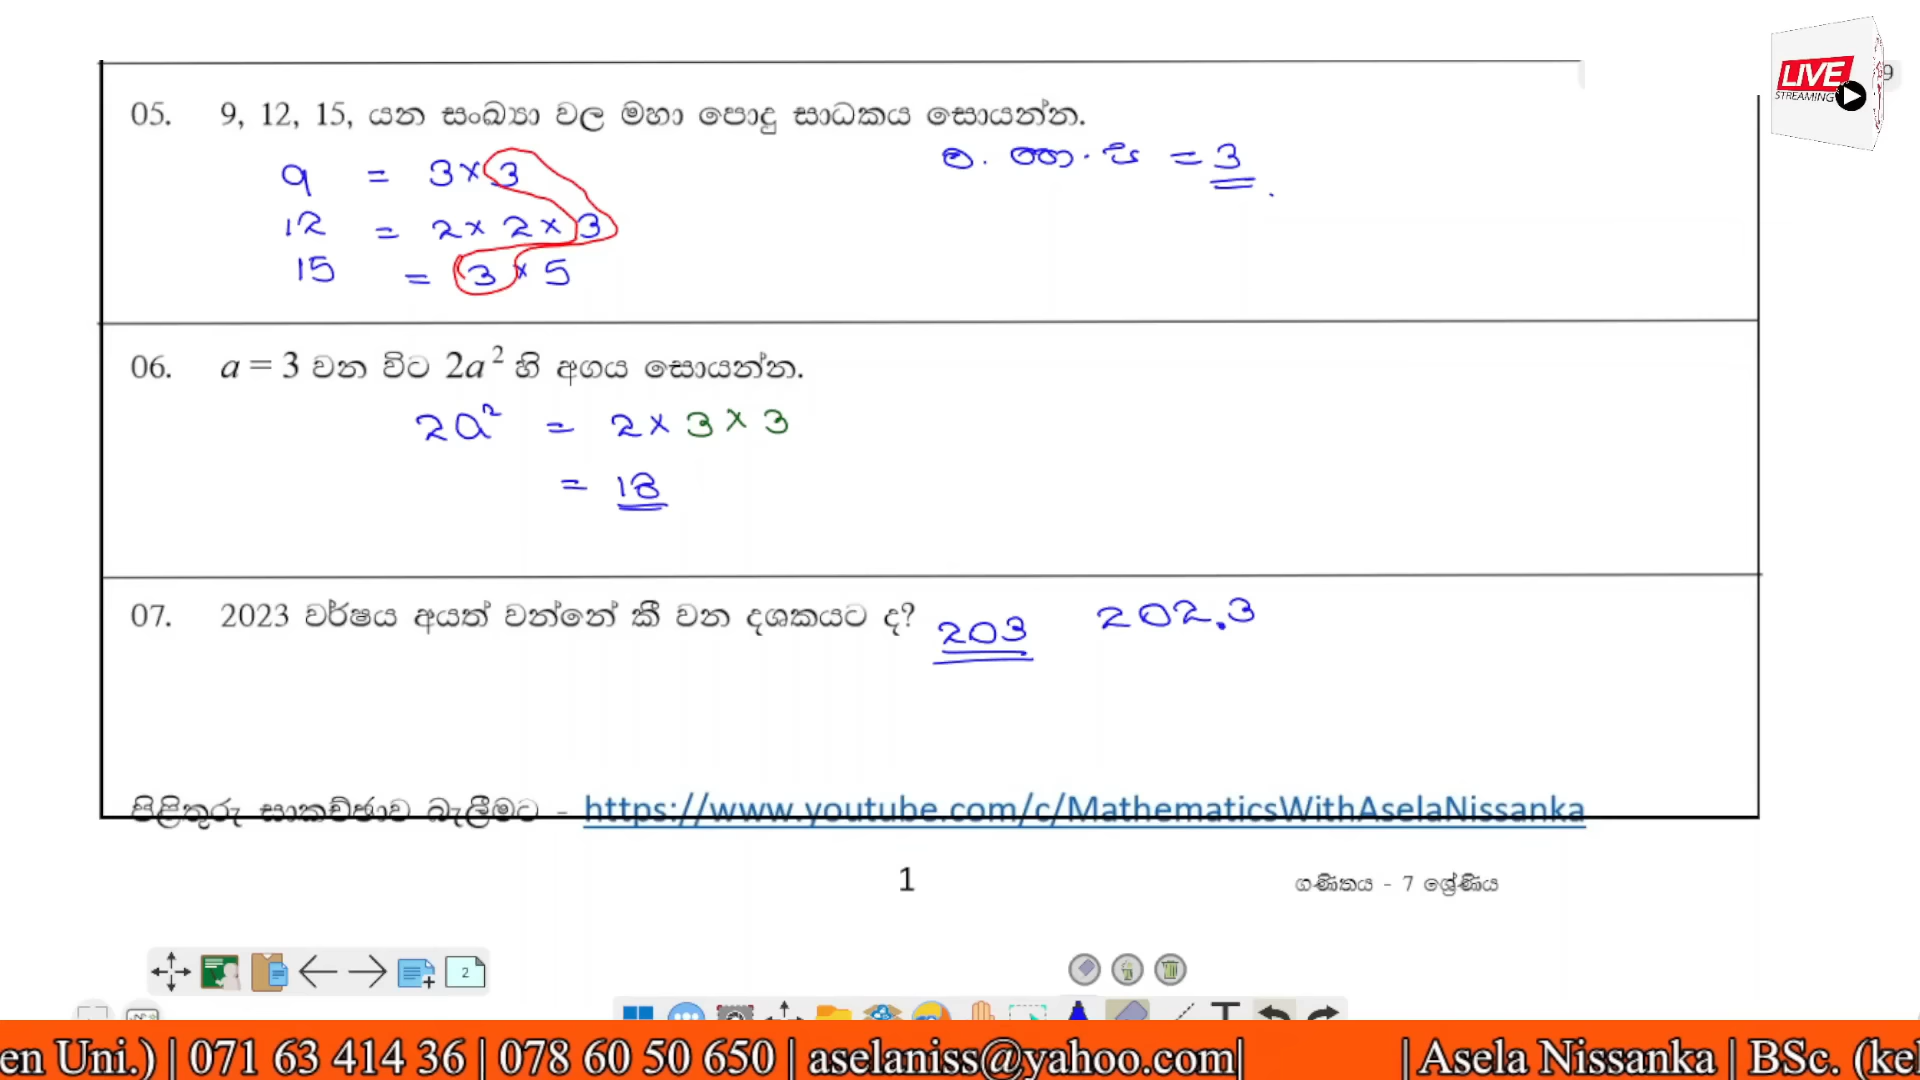 LIVE
STREAMING
9
05. 9, 12, 15, යන සංඛ්‍යා වල මහා පොදු සාධකය සොයන්න.
9 = 3 × 3
12 = 2 × 2 × 3
15 = 3 × 5
= 3
06. a = 3 වන විට 2a² හි අගය සොයන්න.
2a² = 2 × 3 × 3
= 18
07. 2023 වර්ෂය අයත් වන්නේ කී වන දශකයට ද? 203 202.3
පිළිතුරු සාකච්ඡාව බැලීමට - https://www.youtube.com/c/MathematicsWithAselaNissanka
1
ගණිතය - 7 ශ්‍රේණිය
2
en Uni.) | 071 63 414 36 | 078 60 50 650 | aselaniss@yahoo.com| | Asela Nissanka | BSc. (kel